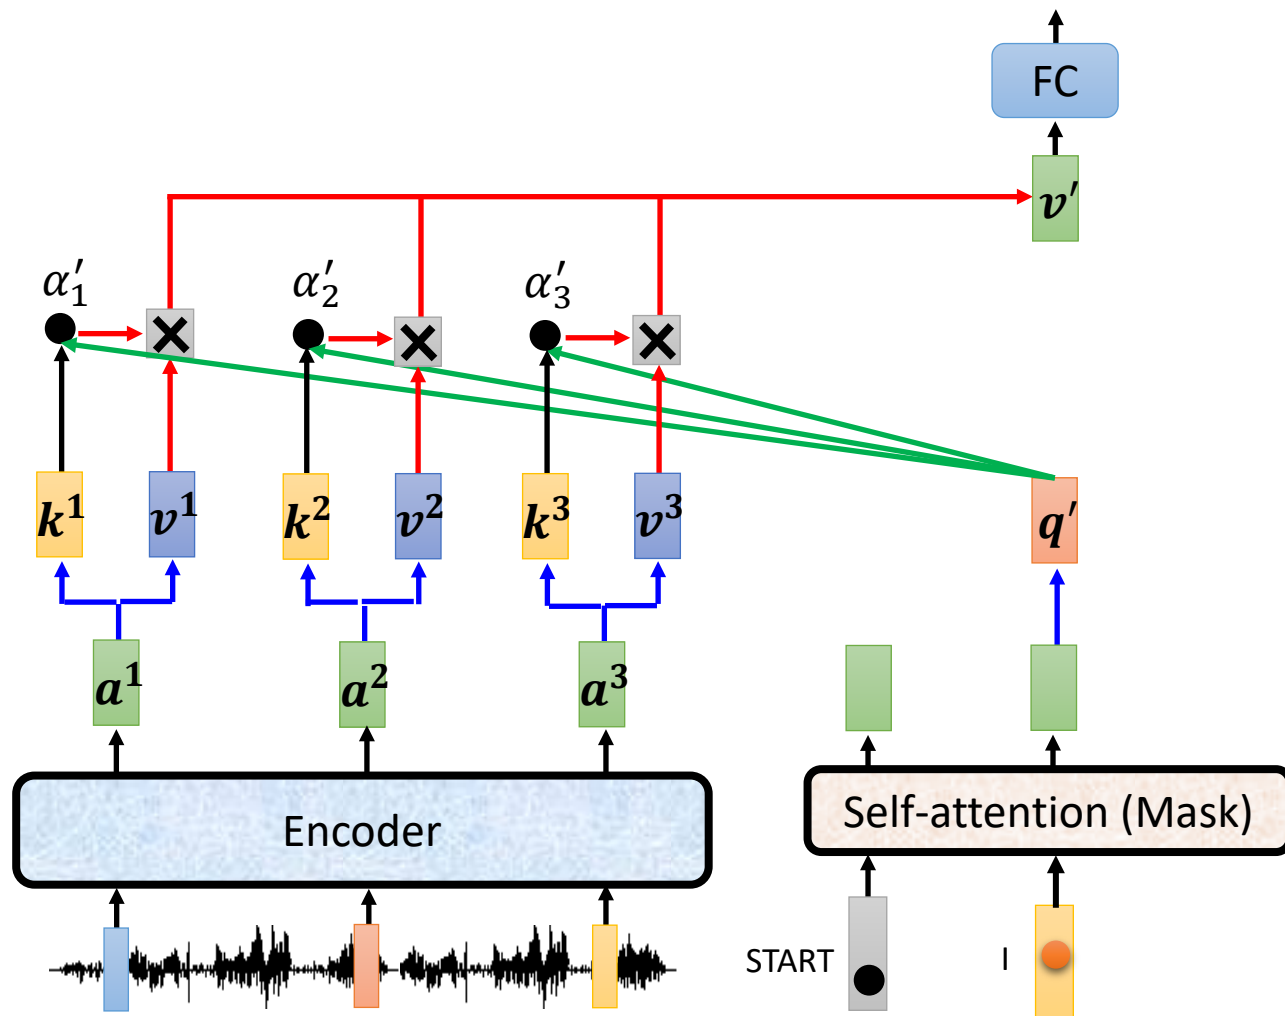 FC
v′
α′₁ α′₂ α′₃
k¹ v¹ k² v² k³ v³ q′
a¹ a² a³
Encoder Self-attention (Mask)
START I